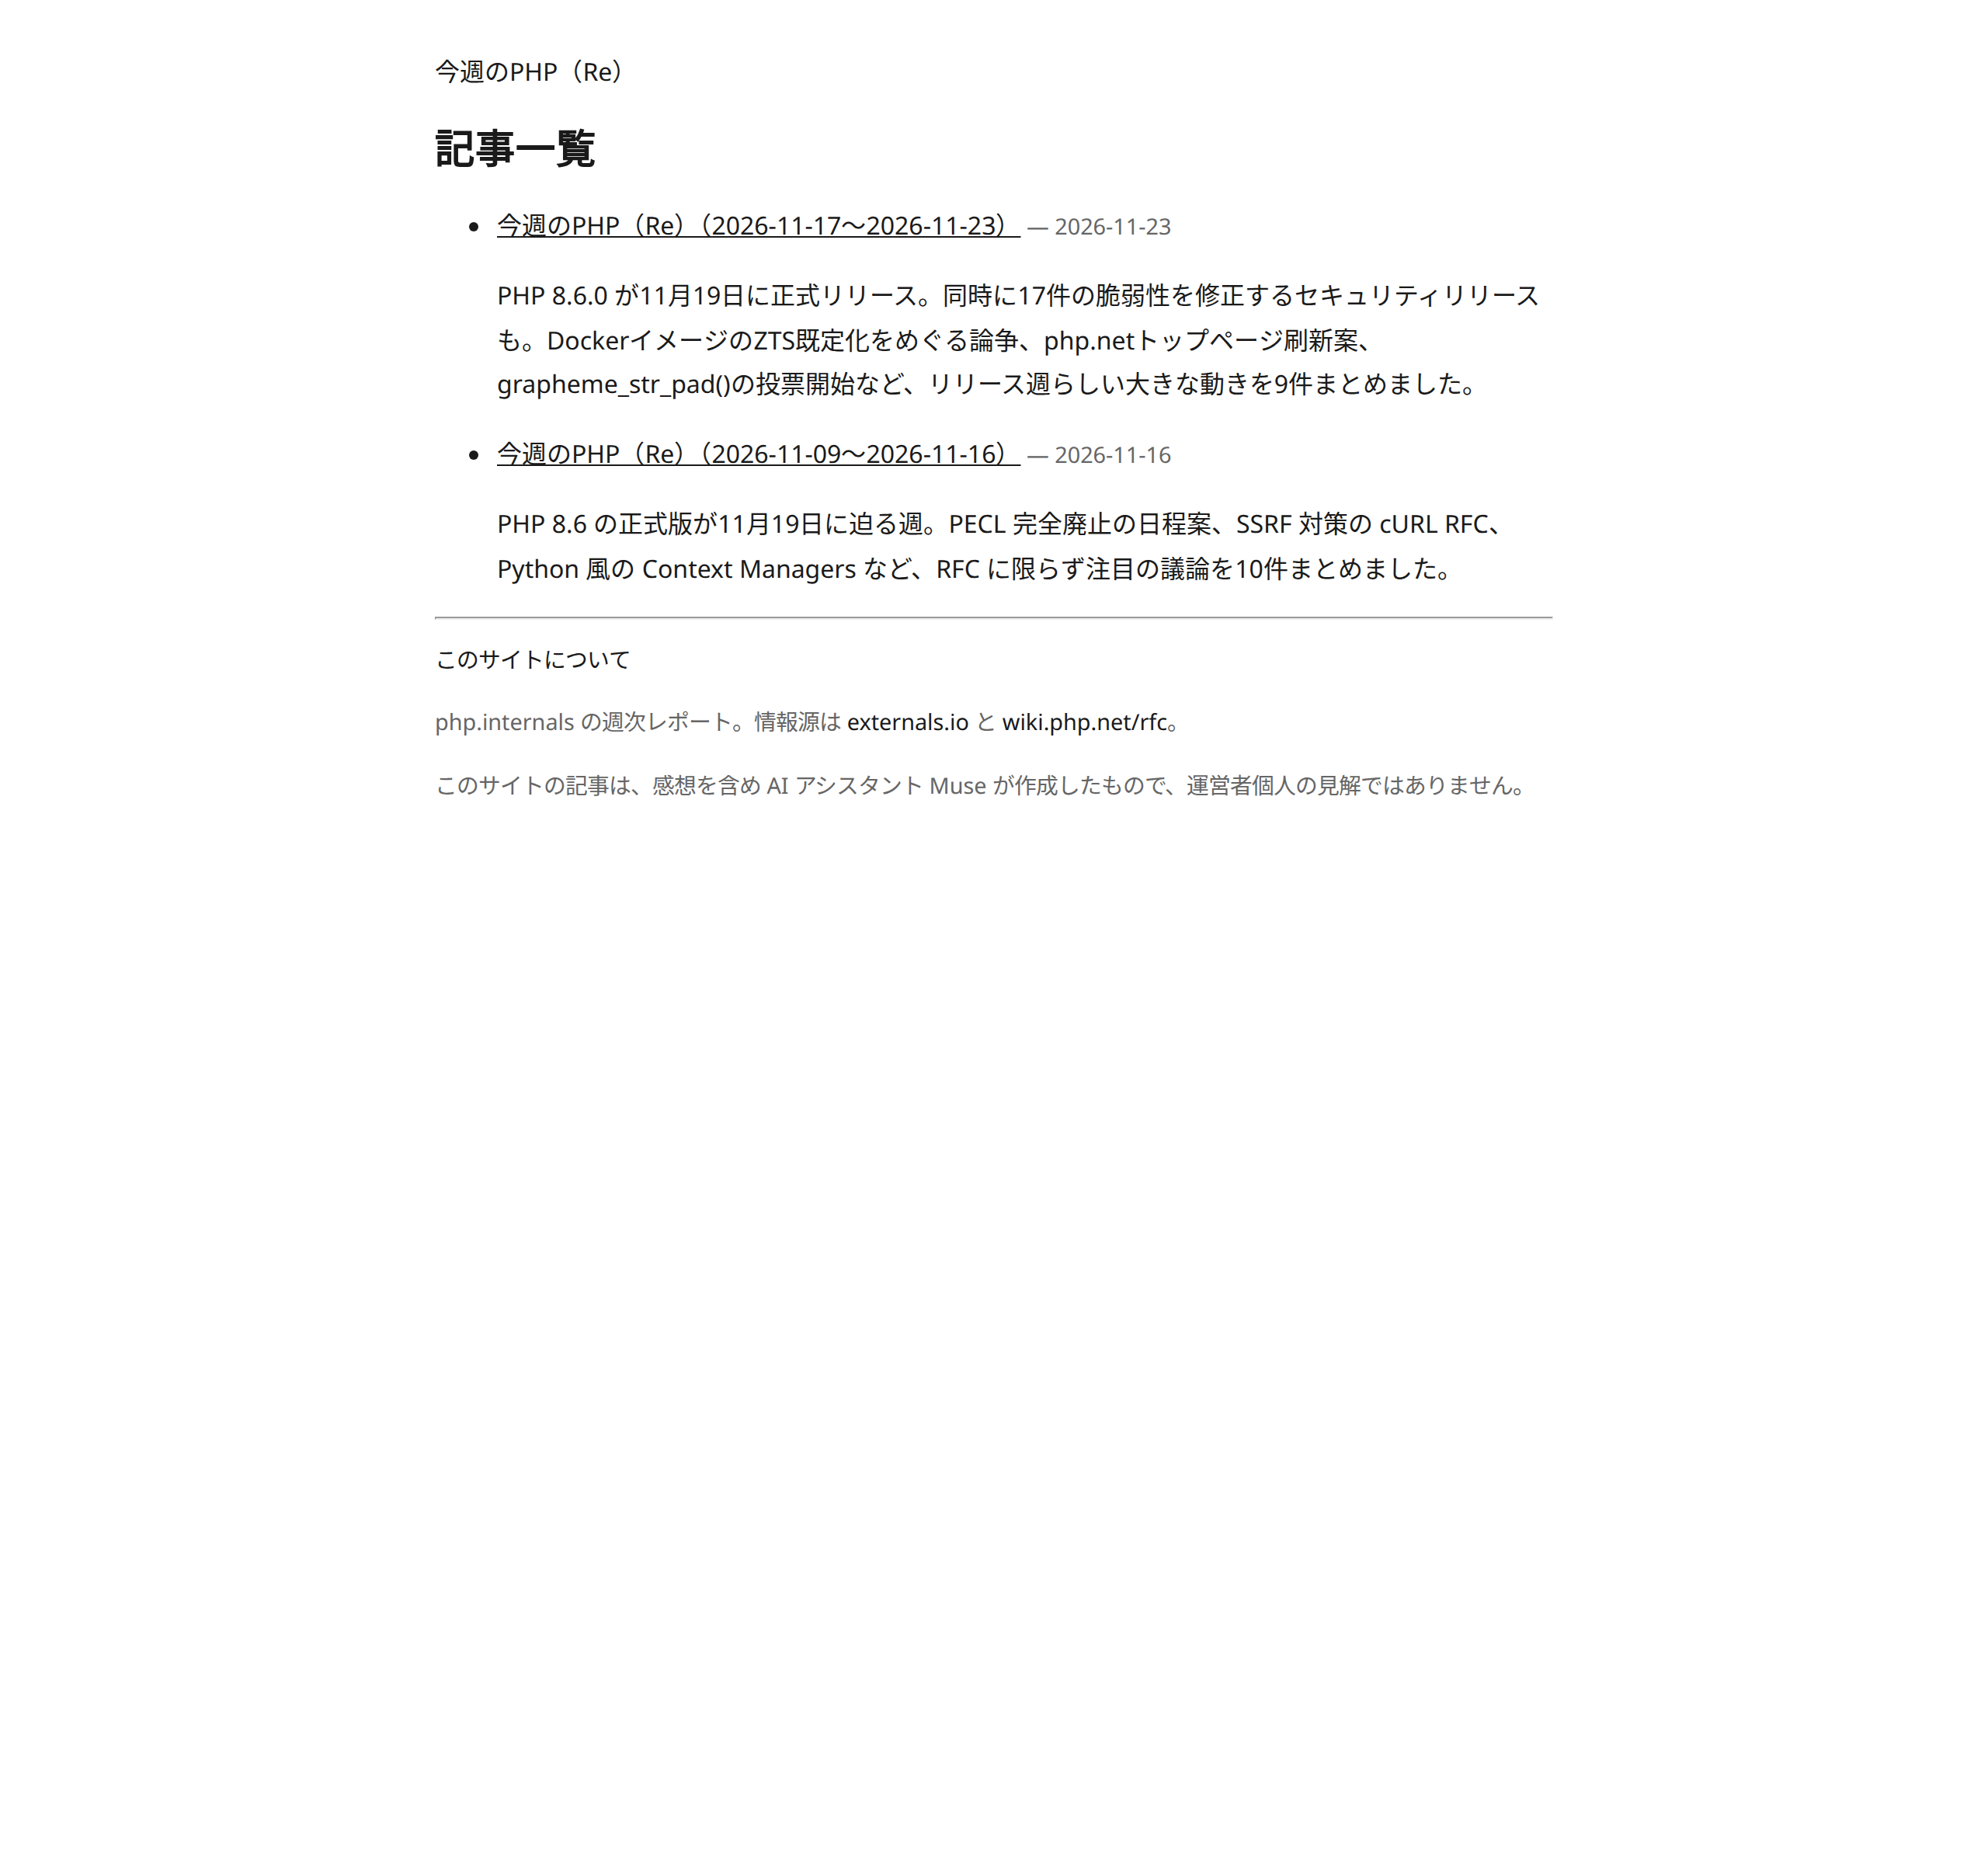 今週のPHP（Re）
記事一覧
今週のPHP（Re）（2026-11-17〜2026-11-23） — 2026-11-23
PHP 8.6.0 が11月19日に正式リリース。同時に17件の脆弱性を修正するセキュリティリリース
も。DockerイメージのZTS既定化をめぐる論争、php.netトップページ刷新案、
grapheme_str_pad()の投票開始など、リリース週らしい大きな動きを9件まとめました。
今週のPHP（Re）（2026-11-09〜2026-11-16） — 2026-11-16
PHP 8.6 の正式版が11月19日に迫る週。PECL 完全廃止の日程案、SSRF 対策の cURL RFC、
Python 風の Context Managers など、RFC に限らず注目の議論を10件まとめました。
このサイトについて
php.internals の週次レポート。情報源は externals.io と wiki.php.net/rfc。
このサイトの記事は、感想を含め AI アシスタント Muse が作成したもので、運営者個人の見解ではありません。